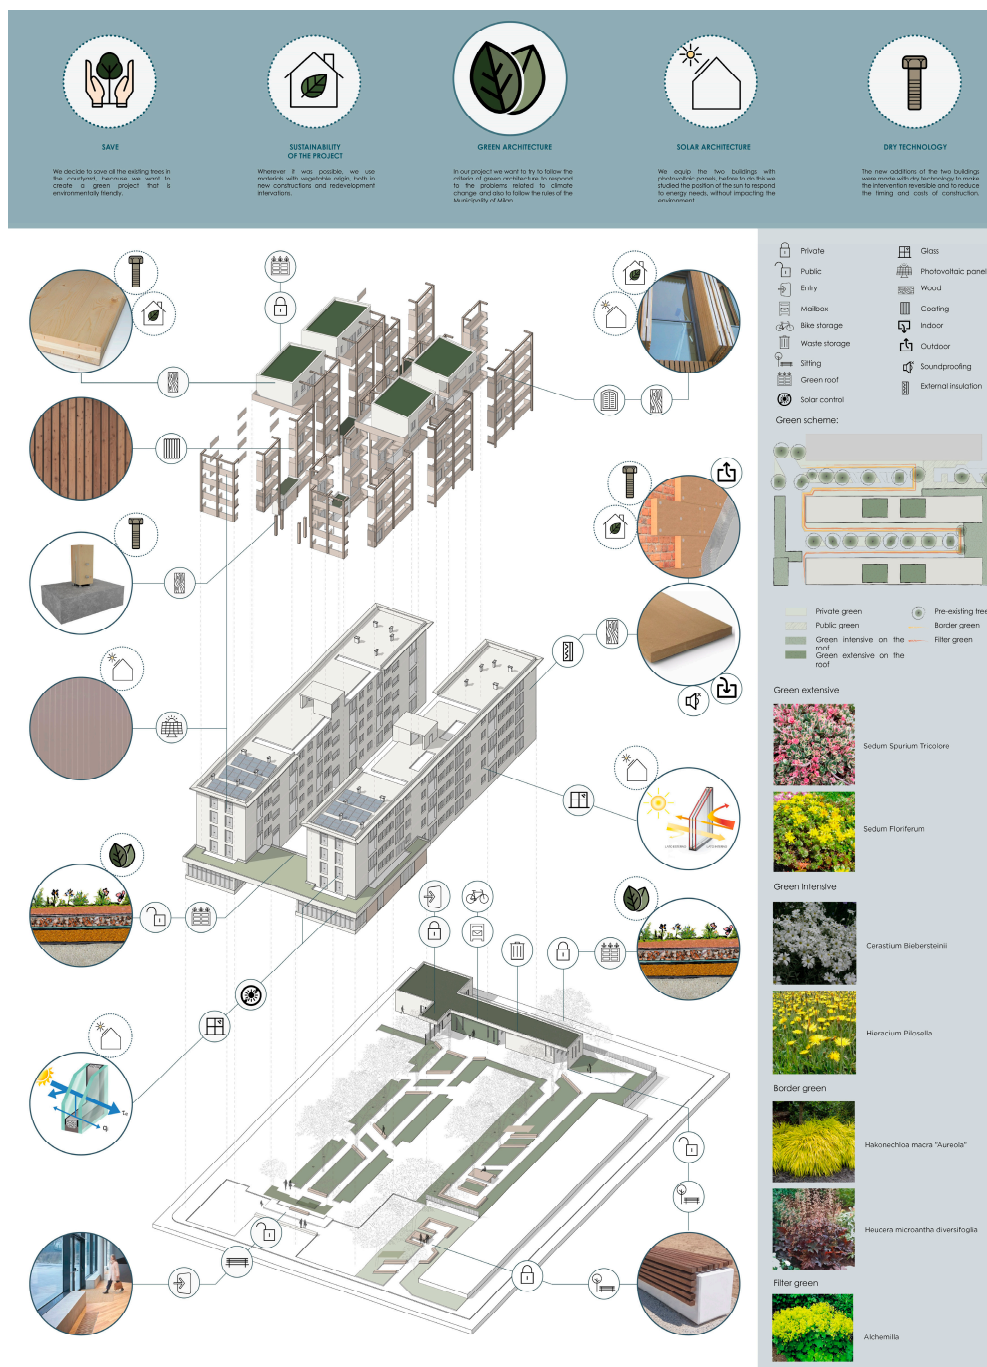 SAVE
We decide to save all the existing trees in
the courtyard, because we want to
create a green project that is
environmentally friendly.
SUSTAINABILITY
OF THE PROJECT
Wherever it was possible, we use
materials with vegetable origin, both in
new constructions and redevelopment
interventions.
GREEN ARCHITECTURE
In our project we want to try to follow the
criteria of green architecture to respond
to the problems related to climate
change and also to follow the rules of the
Municipality of Milan.
SOLAR ARCHITECTURE
We equip the two buildings with
photovoltaic panels, before to do this we
studied the position of the sun to respond
to energy needs, without impacting the
environment.
DRY TECHNOLOGY
The new additions of the two buildings
were made with dry technology to make
the intervention reversible and to reduce
the timing and costs of construction.
Private
Public
Entry
Mailbox
Bike storage
Waste storage
Sitting
Green roof
Solar control
Glass
Photovoltaic panel
Wood
Coating
Indoor
Outdoor
Soundproofing
External insulation
Green scheme:
Private green
Public green
Green intensive on the
roof
Green extensive on the
roof
Pre-existing tree
Border green
Filter green
Green extensive
Sedum Spurium Tricolore
Sedum Floriferum
Green Intensive
Cerastium Biebersteinii
Hieracium Pilosella
Border green
Hakonechloa macra "Aureola"
Heucera microantha diversifoglia
Filter green
Alchemilla